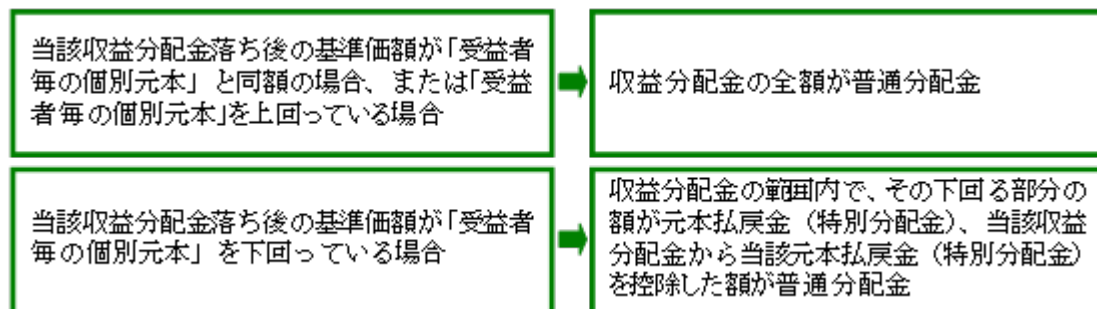 当該収益分配金落ち後の基準価額が「受益者
毎の個別元本」と同額の場合、または「受益
者毎の個別元本」を上回っている場合
収益分配金の全額が普通分配金
当該収益分配金落ち後の基準価額が「受益者
毎の個別元本」を下回っている場合
収益分配金の範囲内で、その下回る部分の
額が元本払戻金（特別分配金）、当該収益
分配金から当該元本払戻金（特別分配金）
を控除した額が普通分配金